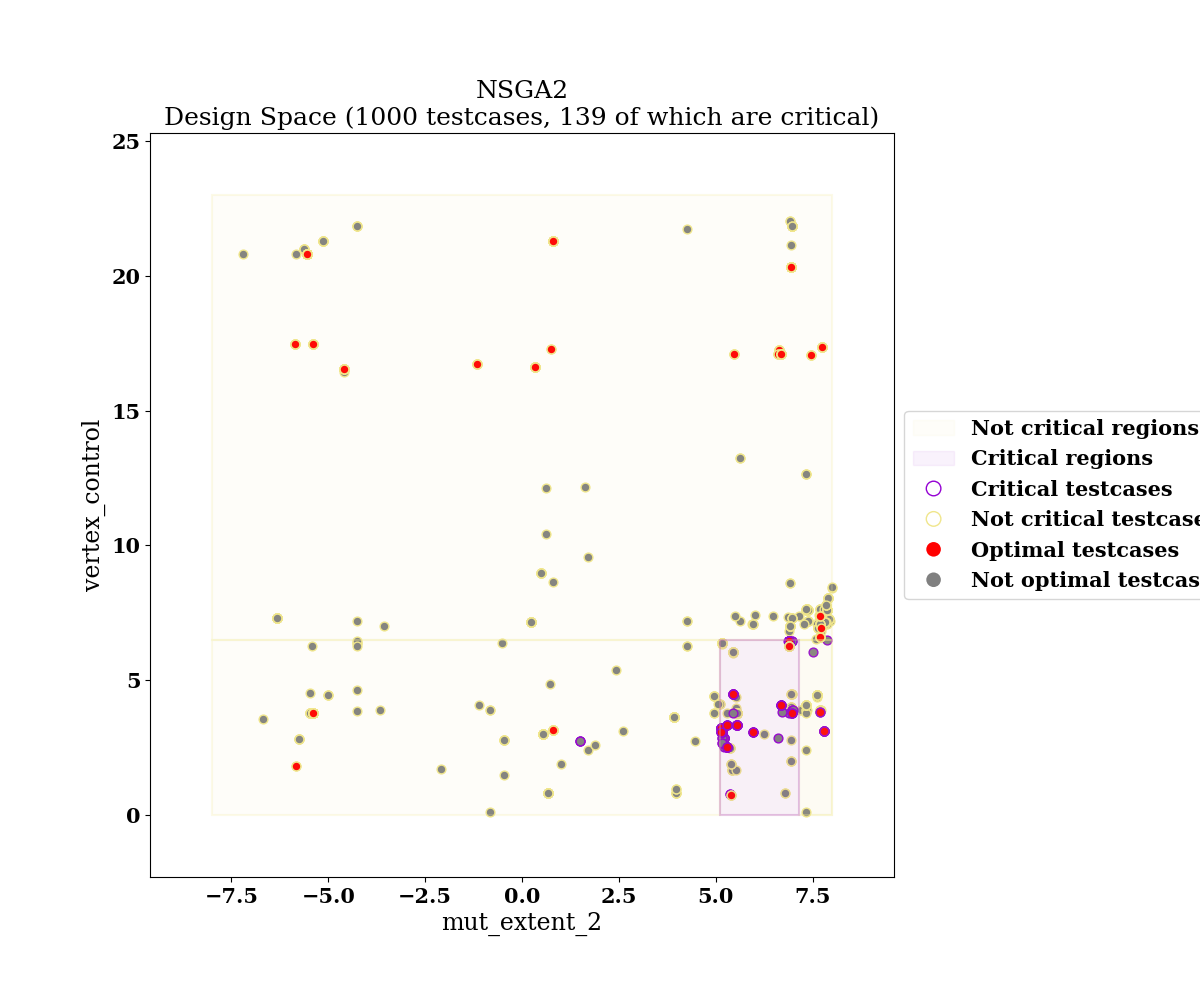 NSGA2
Design Space (1000 testcases, 139 of which are critical)
25
20
15
10
5
0
vertex_control
−7.5 −5.0 −2.5 0.0 2.5 5.0 7.5
mut_extent_2
Not critical regions
Critical regions
Critical testcases
Not critical testcase
Optimal testcases
Not optimal testcas